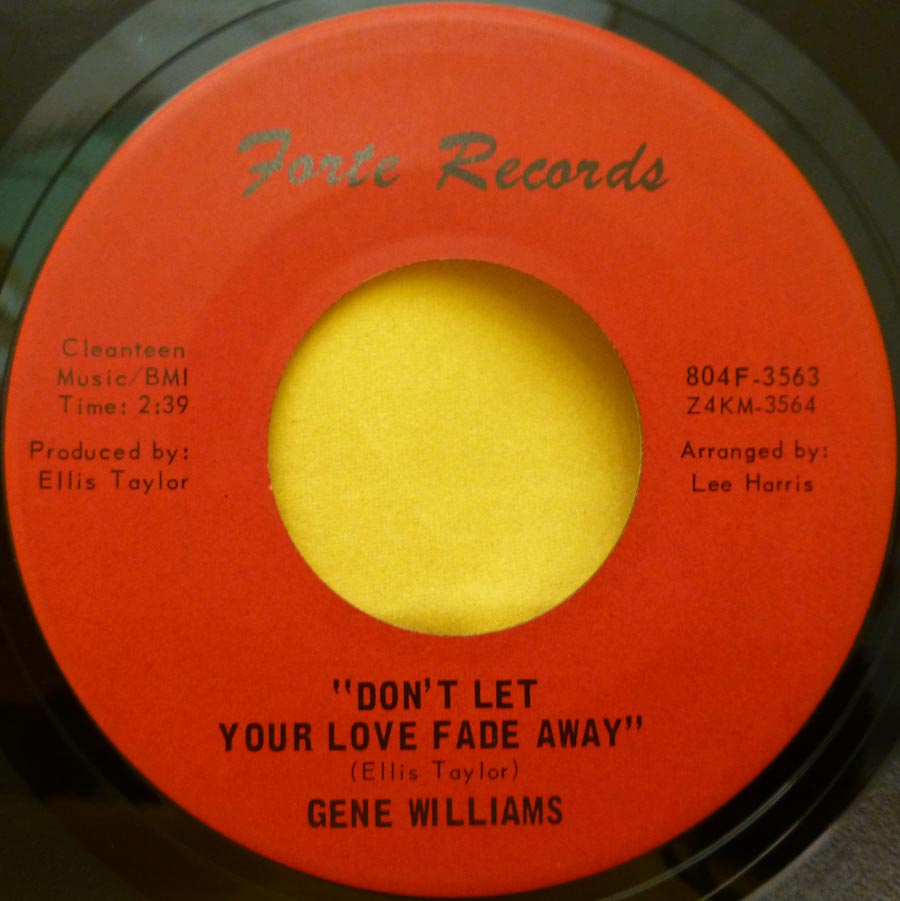 Forte Records
Cleanteen
Music/BMI
Time: 2:39
Produced by:
Ellis Taylor
804F-3563
Z4KM-3564
Arranged by:
Lee Harris
"DON'T LET
YOUR LOVE FADE AWAY"
(Ellis Taylor)
GENE WILLIAMS